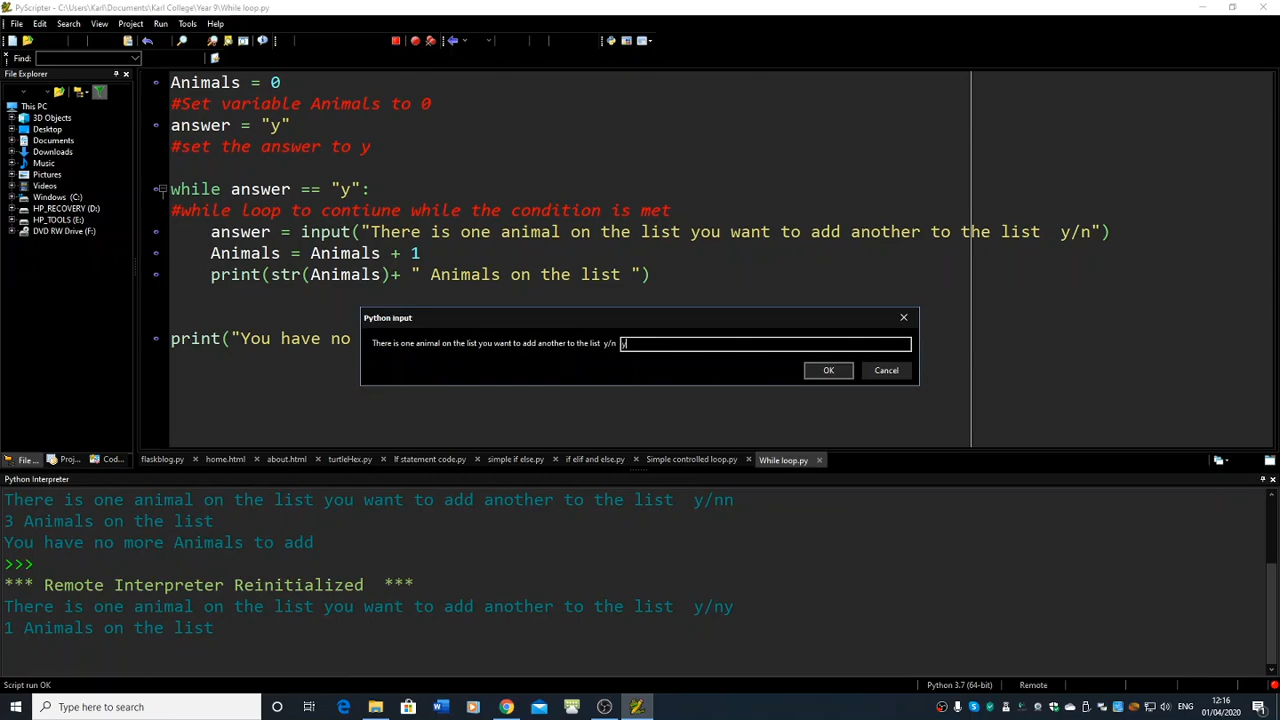 PyScripter - C:\Users\Karl\Documents\Karl College\Year 9\While loop.py
File Edit Search View Project Run Tools Help
Find:
File Explorer
This PC
3D Objects
Desktop
Documents
Downloads
Music
Pictures
Videos
Windows (C:)
HP_RECOVERY (D:)
HP_TOOLS (E:)
DVD RW Drive (F:)
Animals = 0
#Set variable Animals to 0
answer = "y"
#set the answer to y
while answer == "y":
#while loop to contiune while the condition is met
answer = input("There is one animal on the list you want to add another to the list  y/n")
Animals = Animals + 1
print(str(Animals)+ " Animals on the list ")
print("You have no
Python input
There is one animal on the list you want to add another to the list  y/n y
OK Cancel
File ... Proj... Cod...
flaskblog.py home.html about.html turtleHex.py If statement code.py simple if else.py if elif and else.py Simple controlled loop.py While loop.py
Python Interpreter
There is one animal on the list you want to add another to the list  y/nn
3 Animals on the list
You have no more Animals to add
>>>
*** Remote Interpreter Reinitialized  ***
There is one animal on the list you want to add another to the list  y/ny
1 Animals on the list
Script run OK Python 3.7 (64-bit) Remote
Type here to search
12:16
01/04/2020